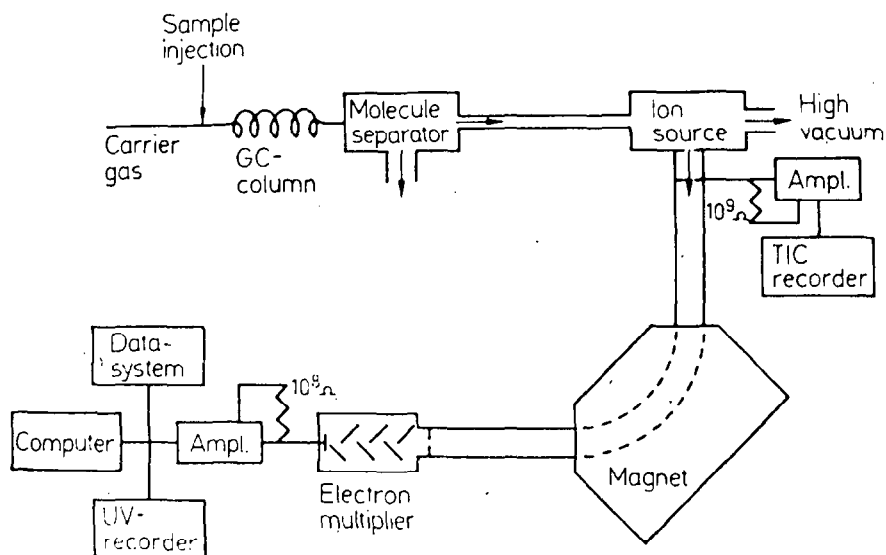 Sample
injection
Carrier
gas
GC-
column
Molecule
separator
Ion
source
High
vacuum
Ampl.
10⁹Ω
TIC
recorder
Data-
system
Computer
Ampl.
10⁸Ω
UV-
recorder
Electron
multiplier
Magnet